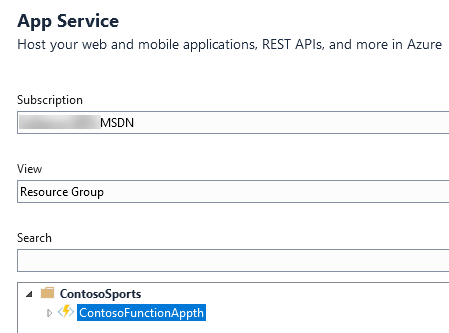 App Service
Host your web and mobile applications, REST APIs, and more in Azure
Subscription
MSDN
View
Resource Group
Search
ContosoSports
ContosoFunctionAppth